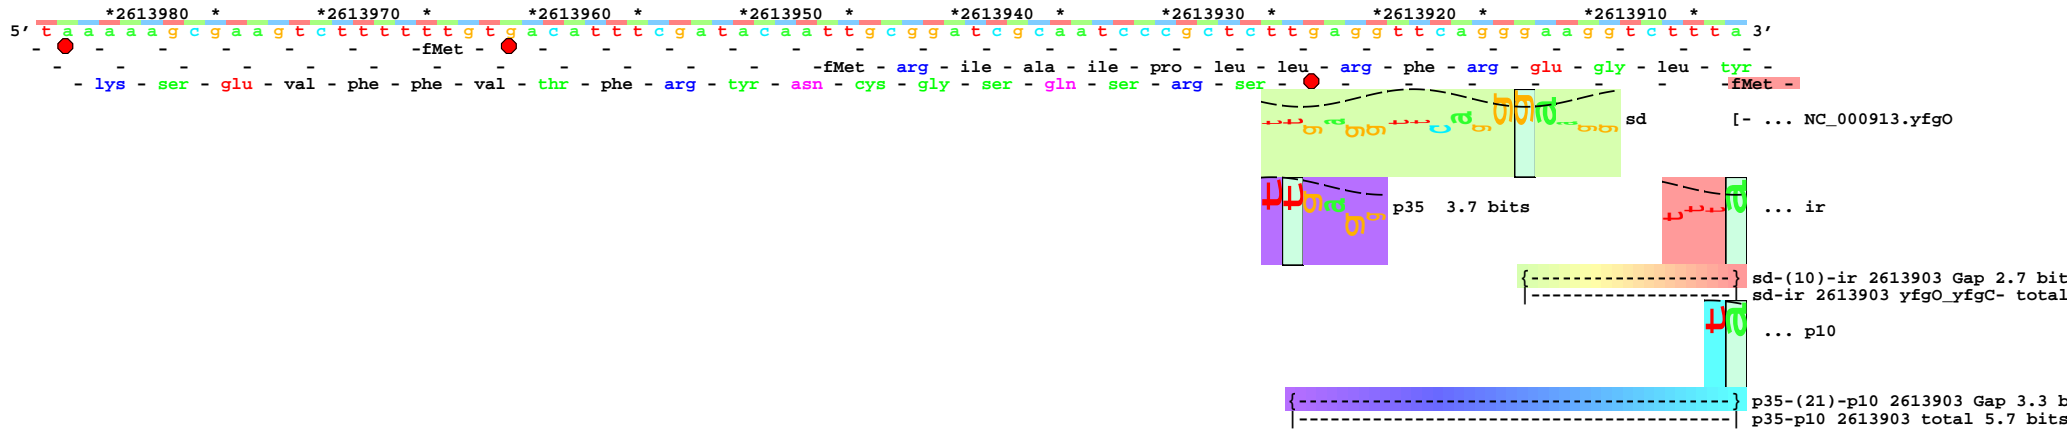 *2613980 * *2613970 * *2613960 * *2613950 * *2613940 * *2613930 * *2613920 * *2613910 *
5' t a a a a a g c g a a g t c t t t t t t g t g a c a t t t c g a t a c a a t t g c g g a t c g c a a t c c c g c t c t t g a g g t t c a g g g a a g g t c t t t a 3'
- - - - - - -fMet - - - - - - - - - - - - - - - - - - - - -
- - - - - - - - - - - - -fMet - arg - ile - ala - ile - pro - leu - leu - arg - phe - arg - glu - gly - leu - tyr -
- lys - ser - glu - val - phe - phe - val - thr - phe - arg - tyr - asn - cys - gly - ser - gln - ser - arg - ser - - - - - - - -fMet -
t t g a g g t t c a g g g a a g g sd [- ... NC_000913.yfgO
t t g a g g p35 3.7 bits t t t a ... ir
{----------} sd-(10)-ir 2613903 Gap 2.7 bit
|----------| sd-ir 2613903 yfgO_yfgC- total
t a ... p10
{---------------------} p35-(21)-p10 2613903 Gap 3.3 b
|---------------------| p35-p10 2613903 total 5.7 bits